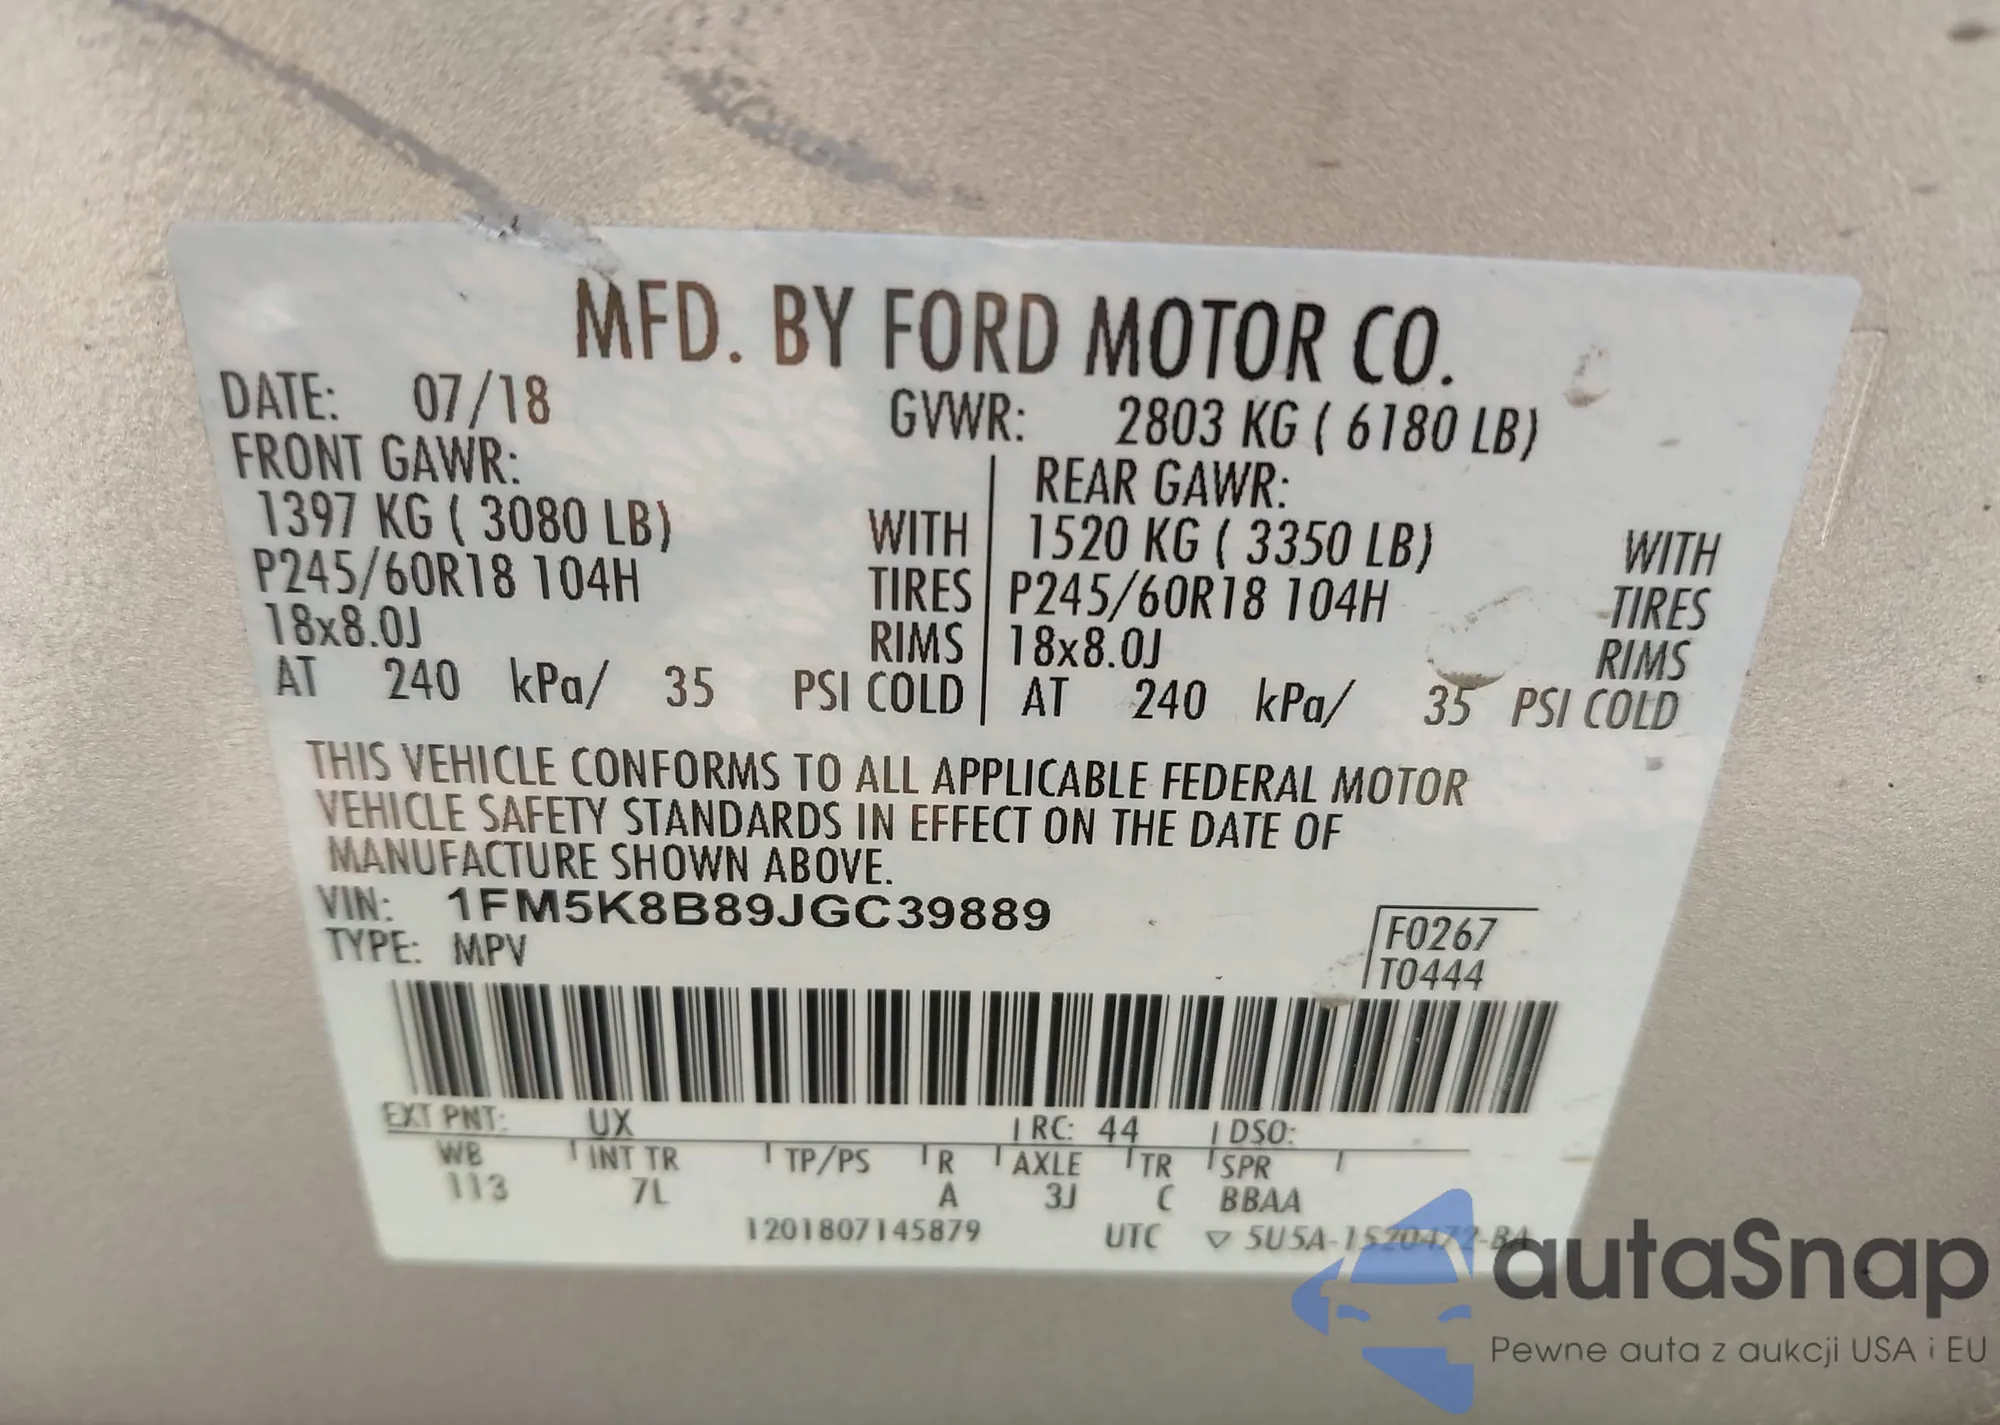 MFD. BY FORD MOTOR CO.
DATE: 07/18 GVWR: 2803 KG ( 6180 LB)
FRONT GAWR: REAR GAWR:
1397 KG ( 3080 LB) WITH 1520 KG ( 3350 LB) WITH
P245/60R18 104H TIRES P245/60R18 104H TIRES
18x8.0J RIMS 18x8.0J RIMS
AT 240 kPa/ 35 PSI COLD AT 240 kPa/ 35 PSI COLD
THIS VEHICLE CONFORMS TO ALL APPLICABLE FEDERAL MOTOR
VEHICLE SAFETY STANDARDS IN EFFECT ON THE DATE OF
MANUFACTURE SHOWN ABOVE.
VIN: 1FM5K8B89JGC39889
F0267
TYPE: MPV
T0444
EXT PNT: UX RC: 44 DSO:
WB INT TR TP/PS R AXLE TR SPR
113 7L A 3J C BBAA
1201807145879 UTC ▽ 5U5A-1520472-BA
autaSnap
Pewne auta z aukcji USA i EU